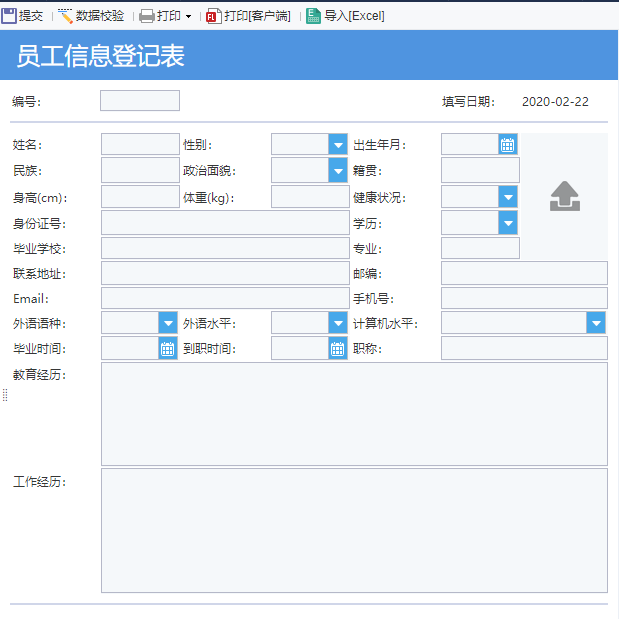 提交 数据校验 打印 打印[客户端] 导入[Excel]
员工信息登记表
编号： 填写日期： 2020-02-22
姓名： 性别： 出生年月：
民族： 政治面貌： 籍贯：
身高(cm)： 体重(kg)： 健康状况：
身份证号： 学历：
毕业学校： 专业：
联系地址： 邮编：
Email： 手机号：
外语语种： 外语水平： 计算机水平：
毕业时间： 到职时间： 职称：
教育经历：
工作经历：